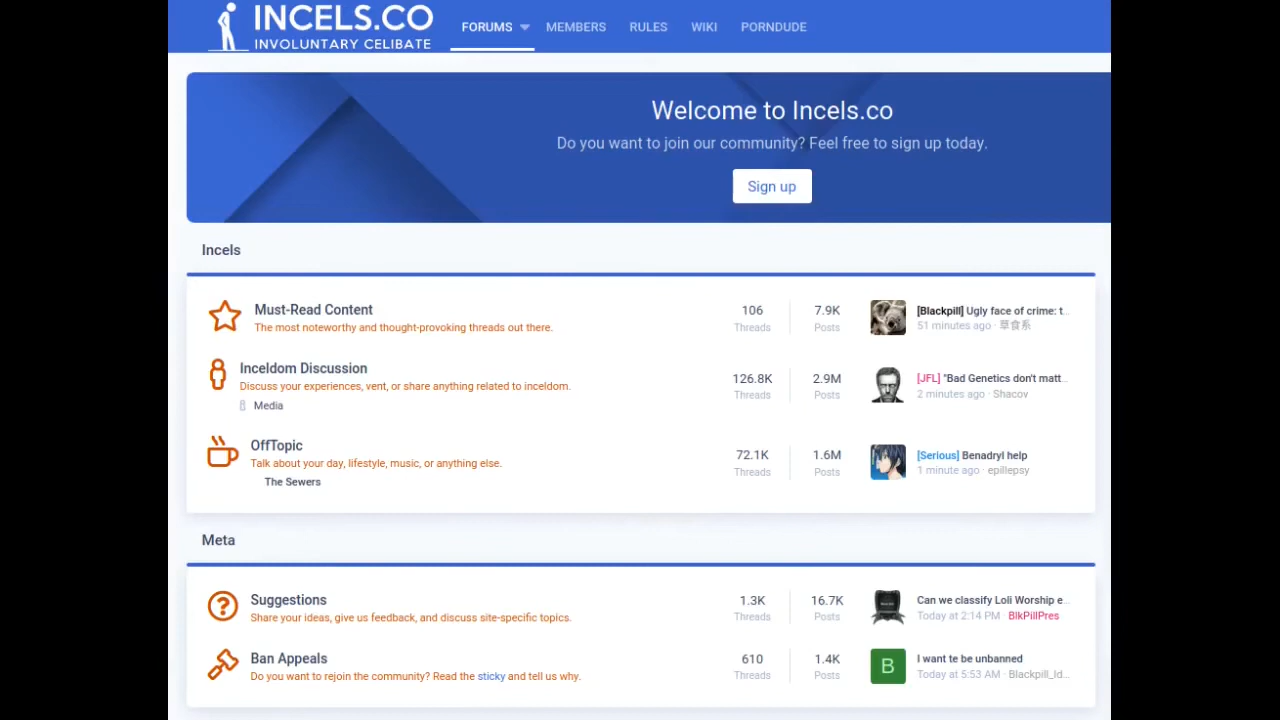 INCELS.CO
INVOLUNTARY CELIBATE
FORUMS MEMBERS RULES WIKI PORNDUDE
Welcome to Incels.co
Do you want to join our community? Feel free to sign up today.
Sign up
Incels
Must-Read Content
The most noteworthy and thought-provoking threads out there.
106
Threads
7.9K
Posts
[Blackpill] Ugly face of crime: t...
51 minutes ago · 草食系
Inceldom Discussion
Discuss your experiences, vent, or share anything related to inceldom.
Media
126.8K
Threads
2.9M
Posts
[JFL] "Bad Genetics don't matt...
2 minutes ago · Shacov
OffTopic
Talk about your day, lifestyle, music, or anything else.
The Sewers
72.1K
Threads
1.6M
Posts
[Serious] Benadryl help
1 minute ago · epillepsy
Meta
Suggestions
Share your ideas, give us feedback, and discuss site-specific topics.
1.3K
Threads
16.7K
Posts
Can we classify Loli Worship e...
Today at 2:14 PM · BlkPillPres
Ban Appeals
Do you want to rejoin the community? Read the sticky and tell us why.
610
Threads
1.4K
Posts
B
I want te be unbanned
Today at 5:53 AM · Blackpill_Id...